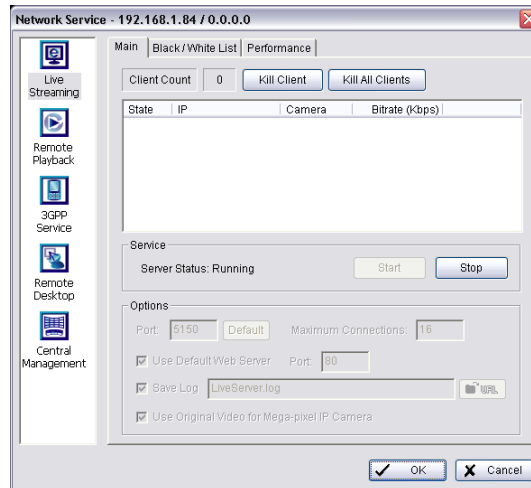 Network Service - 192.168.1.84 / 0.0.0.0
Live
Streaming
Remote
Playback
3GPP
Service
Remote
Desktop
Central
Management
Main Black / White List Performance
Client Count 0 Kill Client Kill All Clients
State IP Camera Bitrate (Kbps)
Service
Server Status: Running Start Stop
Options
Port: 5150 Default Maximum Connections: 16
Use Default Web Server Port: 80
Save Log LiveServer.log
Use Original Video for Mega-pixel IP Camera
OK Cancel